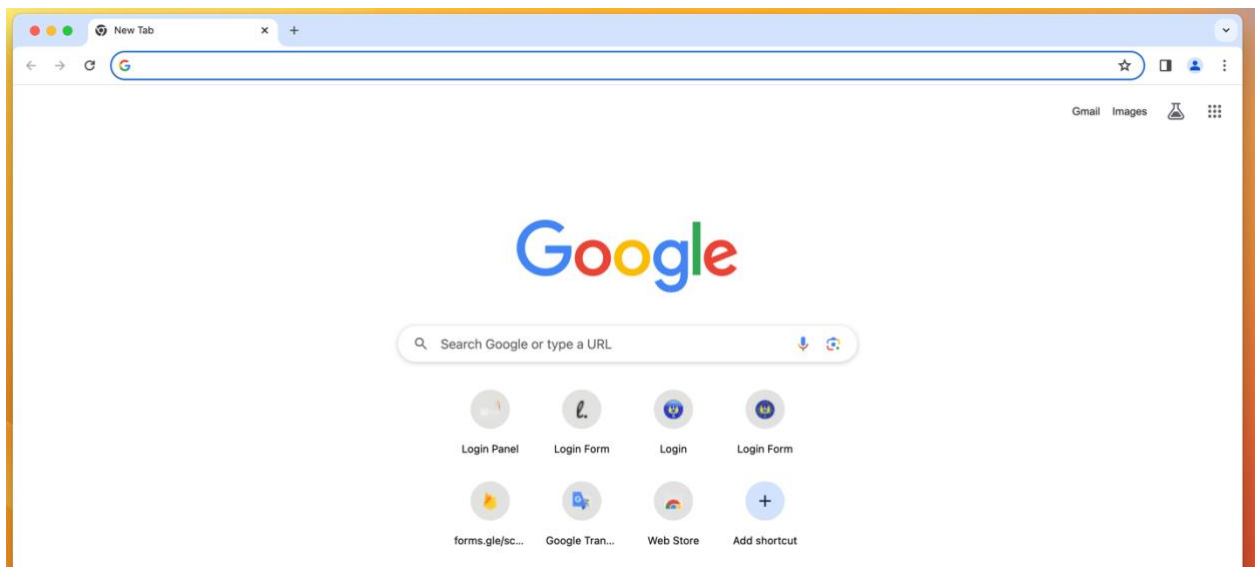 New Tab
Gmail Images
Google
Search Google or type a URL
l.
Login Panel Login Form Login Login Form
forms.gle/sc... Google Tran... Web Store Add shortcut